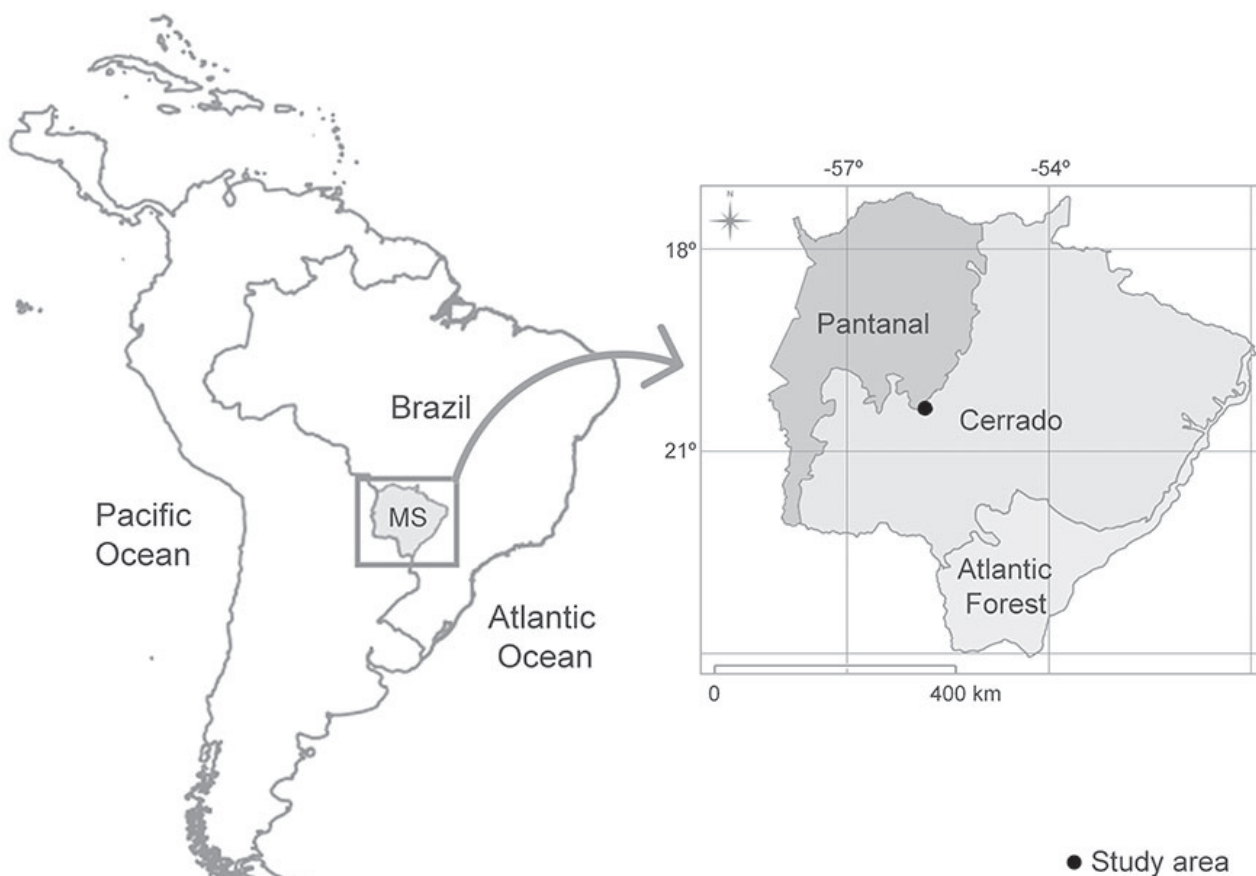 Brazil
MS
Pacific
Ocean
Atlantic
Ocean
-57º
-54º
N
18º
Pantanal
Cerrado
21º
Atlantic
Forest
0
400 km
Study area